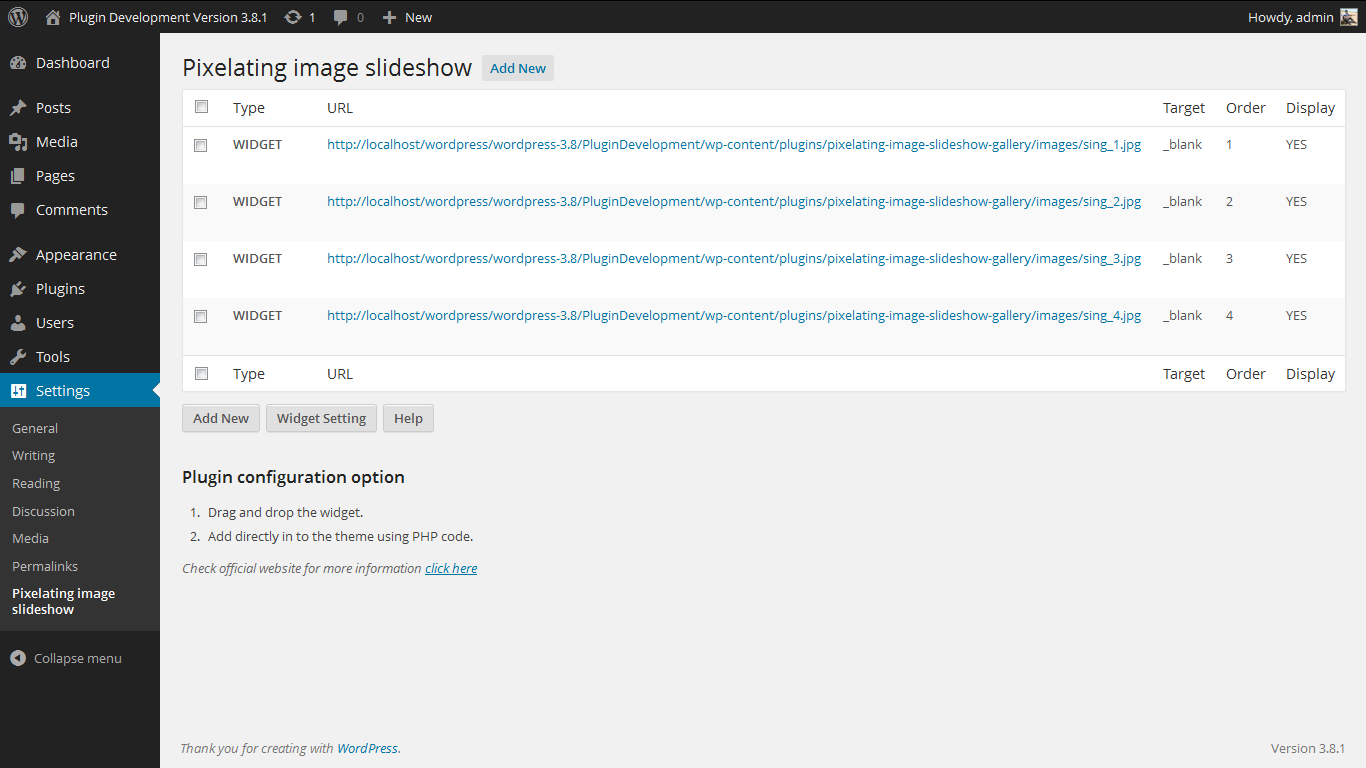 Plugin Development Version 3.8.1 1 0 New Howdy, admin
Dashboard
Posts
Media
Pages
Comments
Appearance
Plugins
Users
Tools
Settings
General
Writing
Reading
Discussion
Media
Permalinks
Pixelating image
slideshow
Collapse menu
Pixelating image slideshow Add New
Type URL Target Order Display
WIDGET http://localhost/wordpress/wordpress-3.8/PluginDevelopment/wp-content/plugins/pixelating-image-slideshow-gallery/images/sing_1.jpg _blank 1 YES
WIDGET http://localhost/wordpress/wordpress-3.8/PluginDevelopment/wp-content/plugins/pixelating-image-slideshow-gallery/images/sing_2.jpg _blank 2 YES
WIDGET http://localhost/wordpress/wordpress-3.8/PluginDevelopment/wp-content/plugins/pixelating-image-slideshow-gallery/images/sing_3.jpg _blank 3 YES
WIDGET http://localhost/wordpress/wordpress-3.8/PluginDevelopment/wp-content/plugins/pixelating-image-slideshow-gallery/images/sing_4.jpg _blank 4 YES
Type URL Target Order Display
Add New Widget Setting Help
Plugin configuration option
1. Drag and drop the widget.
2. Add directly in to the theme using PHP code.
Check official website for more information click here
Thank you for creating with WordPress. Version 3.8.1